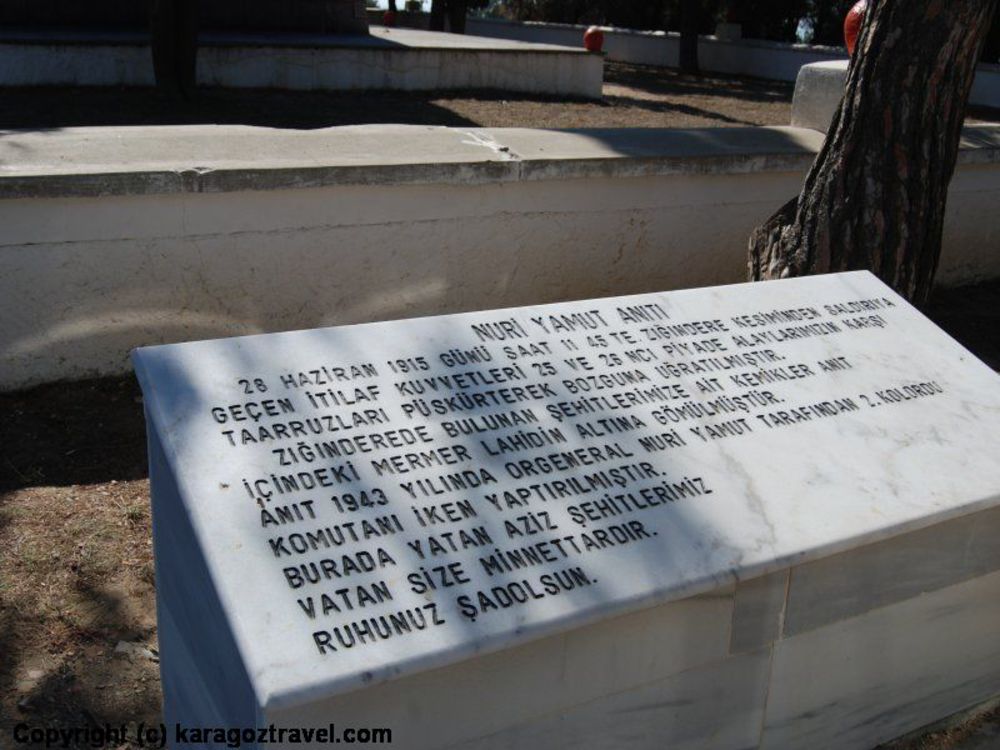 NURİ YAMUT ANITI
28 HAZİRAN 1915 GÜNÜ SAAT 11 45 TE. ZIĞINDERE KESİMİNDEN SALDIRIYA
GEÇEN İTİLAF KUVVETLERİ 25 VE 26 NCI PİYADE ALAYLARIMIZIN KARŞI
TAARRUZLARI PÜSKÜRTEREK BOZGUNA UĞRATILMIŞTIR.
ZIĞINDEREDE BULUNAN ŞEHİTLERİMİZE AİT KEMİKLER ANIT
İÇİNDEKİ MERMER LAHİDİN ALTINA GÖMÜLMÜŞTÜR.
ANIT 1943 YILINDA ORGENERAL NURİ YAMUT TARAFINDAN 2.KOLORDU
KOMUTANI İKEN YAPTIRILMIŞTIR.
BURADA YATAN AZİZ ŞEHİTLERİMİZ
VATAN SİZE MİNNETTARDIR.
RUHUNUZ ŞADOLSUN.
Copyright (c) karagoztravel.com